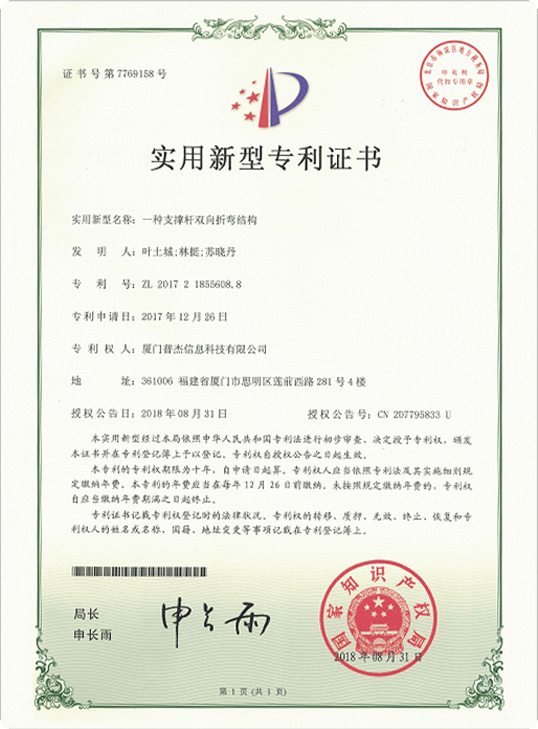 证书号第7769158号
实用新型专利证书
实用新型名称：一种支撑杆双向折弯结构
发 明 人：叶土城;林挺;苏晓丹
专 利 号：ZL 2017 2 1855608.8
专利申请日：2017年12月26日
专 利 权 人：厦门普杰信息科技有限公司
地 址：361006 福建省厦门市思明区莲前西路281号4楼
授权公告日：2018年08月31日 授权公告号：CN 207795833 U
本实用新型经过本局依照中华人民共和国专利法进行初步审查，决定授予专利权，颁发
本证书并在专利登记簿上予以登记。专利权自授权公告之日起生效。
本专利的专利权期限为十年，自申请日起算。专利权人应当依照专利法及其实施细则规
定缴纳年费。本专利的年费应当在每年12月26日前缴纳。未按照规定缴纳年费的，专利权
自应当缴纳年费期满之日起终止。
专利证书记载专利权登记时的法律状况。专利权的转移、质押、无效、终止、恢复和专
利权人的姓名或名称、国籍、地址变更等事项记载在专利登记簿上。
局长
申长雨
申长雨
国家知识产权局
2018年08月31日
第1页(共1页)